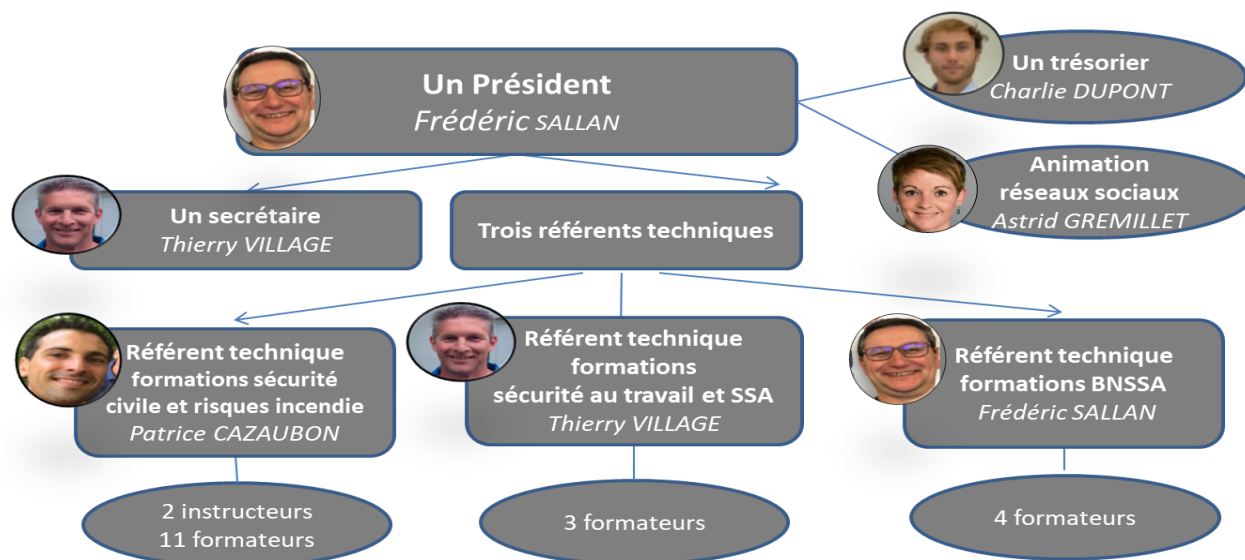 Un Président
Frédéric SALLAN
Un trésorier
Charlie DUPONT
Animation
réseaux sociaux
Astrid GREMILLET
Un secrétaire
Thierry VILLAGE
Trois référents techniques
Référent technique
formations sécurité
civile et risques incendie
Patrice CAZAUBON
Référent technique
formations
sécurité au travail et SSA
Thierry VILLAGE
Référent technique
formations BNSSA
Frédéric SALLAN
2 instructeurs
11 formateurs
3 formateurs
4 formateurs